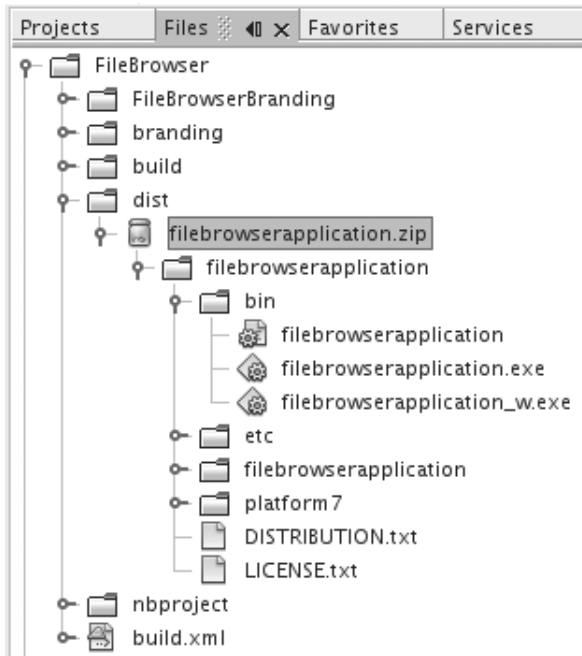 Projects Files Favorites Services
FileBrowser
FileBrowserBranding
branding
build
dist
filebrowserapplication.zip
filebrowserapplication
bin
filebrowserapplication
filebrowserapplication.exe
filebrowserapplication_w.exe
etc
filebrowserapplication
platform7
DISTRIBUTION.txt
LICENSE.txt
nbproject
build.xml